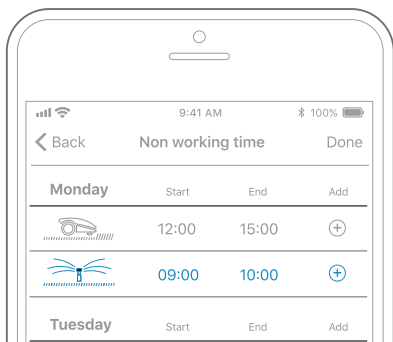 9:41 AM 100%
Back Non working time Done
Monday Start End Add
12:00 15:00
09:00 10:00
Tuesday Start End Add